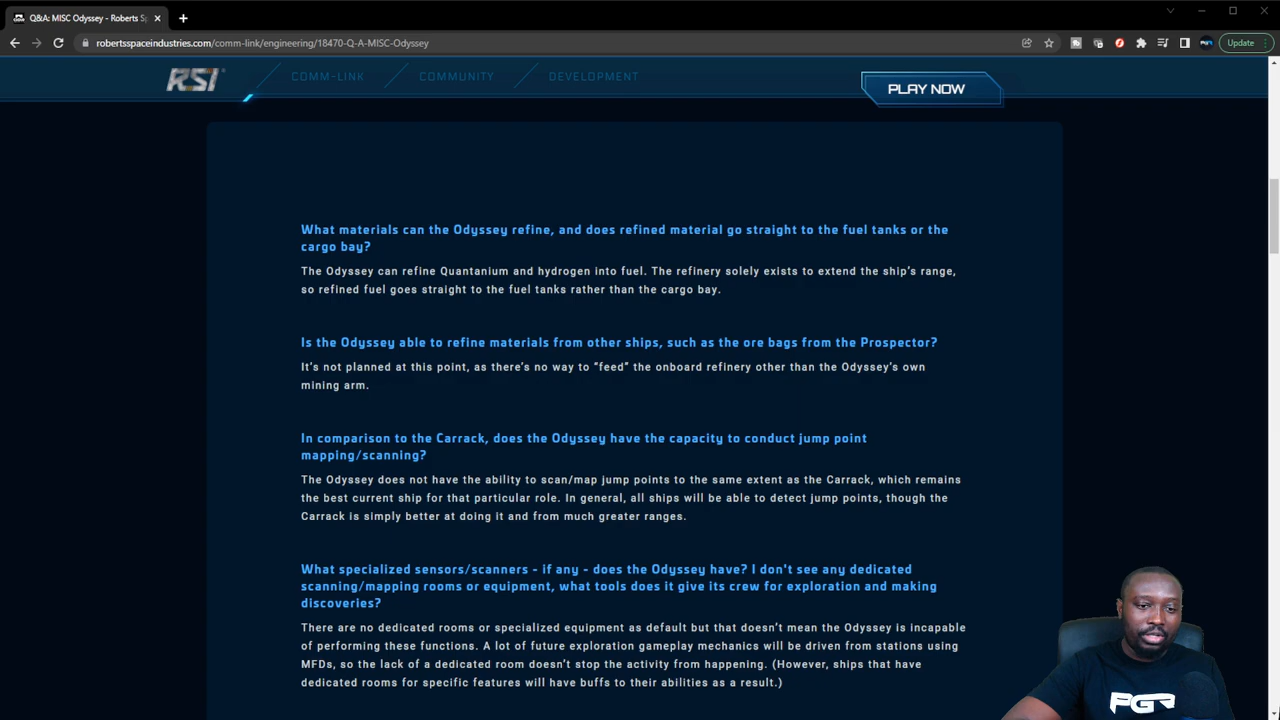 Q&A: MISC Odyssey - Roberts Sp
robertsspaceindustries.com/comm-link/engineering/18470-Q-A-MISC-Odyssey
Update
RSI
COMM-LINK
COMMUNITY
DEVELOPMENT
PLAY NOW
What materials can the Odyssey refine, and does refined material go straight to the fuel tanks or the
cargo bay?
The Odyssey can refine Quantanium and hydrogen into fuel. The refinery solely exists to extend the ship's range,
so refined fuel goes straight to the fuel tanks rather than the cargo bay.
Is the Odyssey able to refine materials from other ships, such as the ore bags from the Prospector?
It's not planned at this point, as there's no way to "feed" the onboard refinery other than the Odyssey's own
mining arm.
In comparison to the Carrack, does the Odyssey have the capacity to conduct jump point
mapping/scanning?
The Odyssey does not have the ability to scan/map jump points to the same extent as the Carrack, which remains
the best current ship for that particular role. In general, all ships will be able to detect jump points, though the
Carrack is simply better at doing it and from much greater ranges.
What specialized sensors/scanners - if any - does the Odyssey have? I don't see any dedicated
scanning/mapping rooms or equipment, what tools does it give its crew for exploration and making
discoveries?
There are no dedicated rooms or specialized equipment as default but that doesn't mean the Odyssey is incapable
of performing these functions. A lot of future exploration gameplay mechanics will be driven from stations using
MFDs, so the lack of a dedicated room doesn't stop the activity from happening. (However, ships that have
dedicated rooms for specific features will have buffs to their abilities as a result.)
PGR